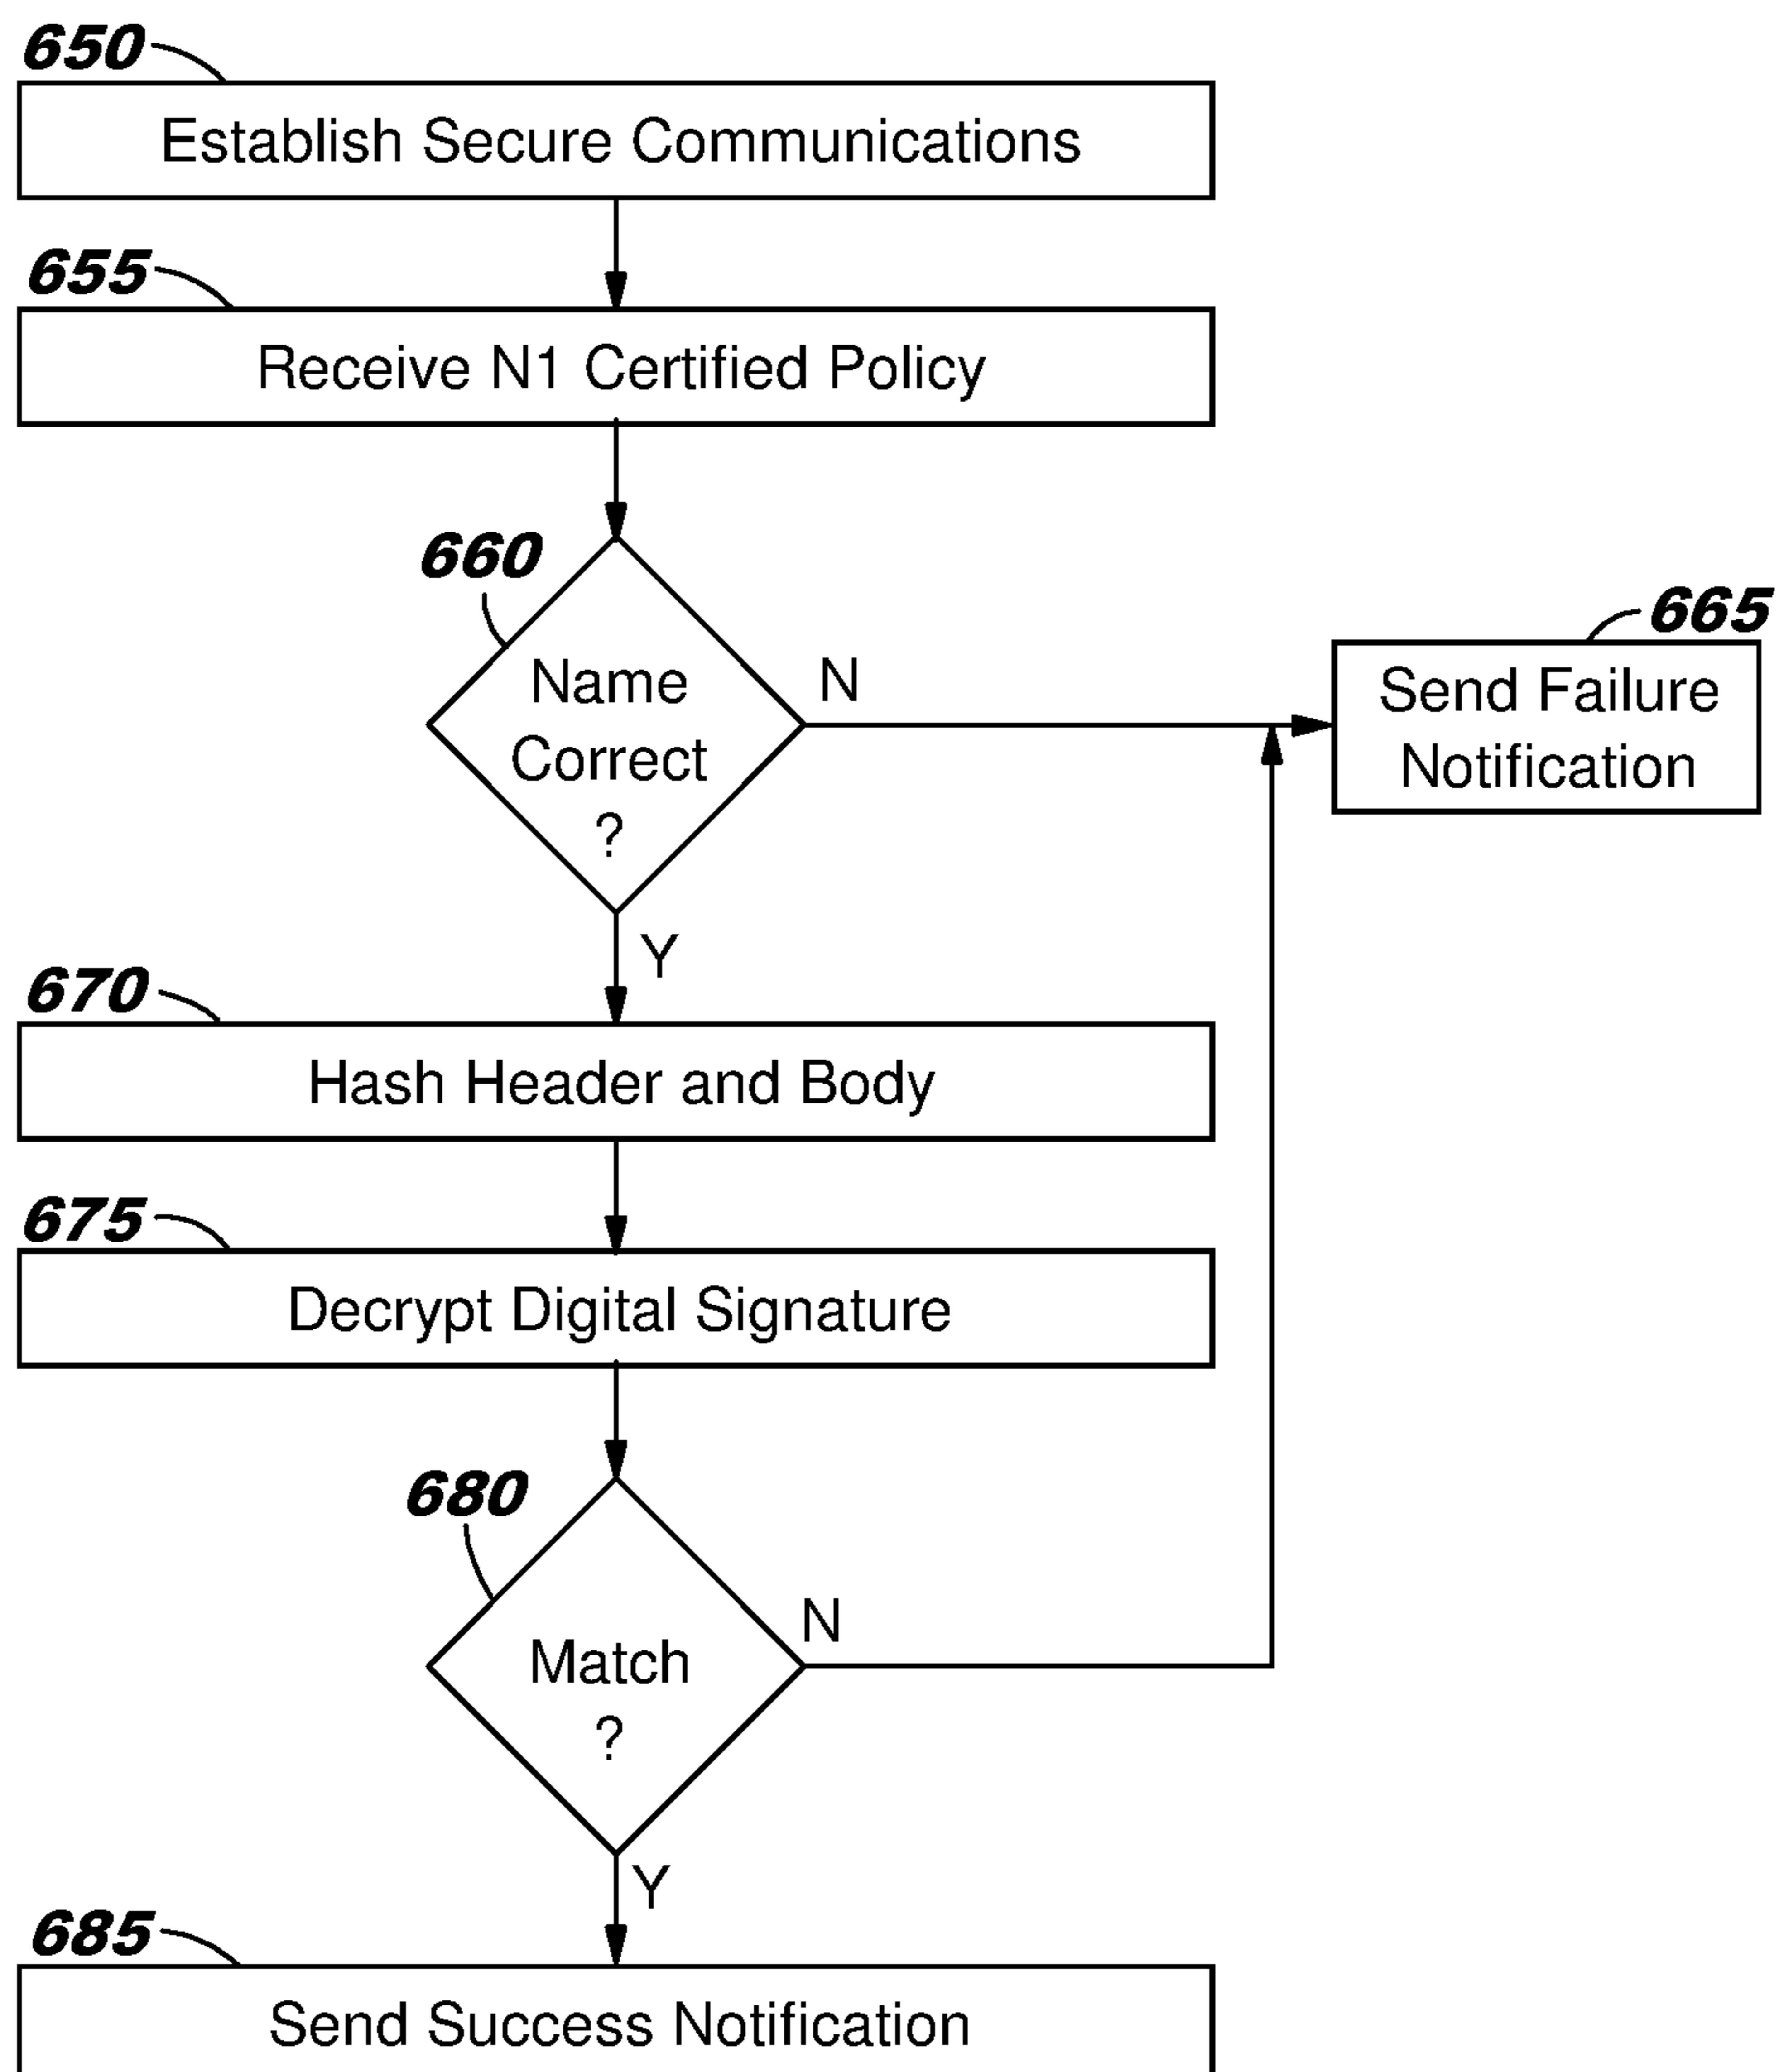 650
Establish Secure Communications
655
Receive N1 Certified Policy
660
Name
Correct
?
N
665
Send Failure
Notification
Y
670
Hash Header and Body
675
Decrypt Digital Signature
680
Match
?
N
Y
685
Send Success Notification